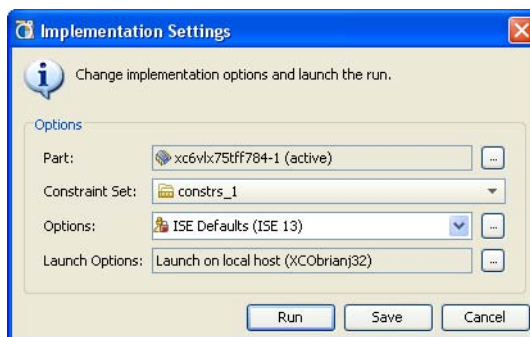 Implementation Settings
Change implementation options and launch the run.
Options
Part: xc6vlx75tff784-1 (active) ...
Constraint Set: constrs_1
Options: ISE Defaults (ISE 13) ...
Launch Options: Launch on local host (XCObrianj32) ...
Run Save Cancel